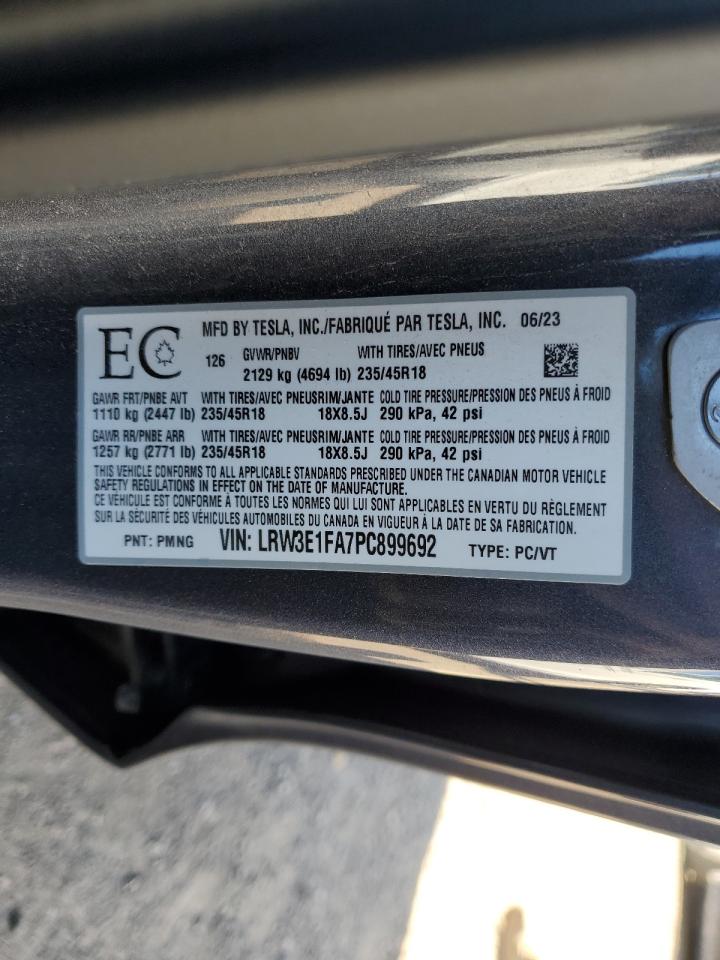 EC MFD BY TESLA, INC./FABRIQUÉ PAR TESLA, INC. 06/23
126 GVWR/PNBV WITH TIRES/AVEC PNEUS
2129 kg (4694 lb) 235/45R18
GAWR FRT/PNBE AVT WITH TIRES/AVEC PNEUS RIM/JANTE COLD TIRE PRESSURE/PRESSION DES PNEUS À FROID
1110 kg (2447 lb) 235/45R18 18X8.5J 290 kPa, 42 psi
GAWR RR/PNBE ARR WITH TIRES/AVEC PNEUS RIM/JANTE COLD TIRE PRESSURE/PRESSION DES PNEUS À FROID
1257 kg (2771 lb) 235/45R18 18X8.5J 290 kPa, 42 psi
THIS VEHICLE CONFORMS TO ALL APPLICABLE STANDARDS PRESCRIBED UNDER THE CANADIAN MOTOR VEHICLE
SAFETY REGULATIONS IN EFFECT ON THE DATE OF MANUFACTURE.
CE VÉHICULE EST CONFORME À TOUTES LES NORMES QUI LUI SONT APPLICABLES EN VERTU DU RÈGLEMENT
SUR LA SÉCURITÉ DES VÉHICULES AUTOMOBILES DU CANADA EN VIGUEUR À LA DATE DE SA FABRICATION.
PNT: PMNG VIN: LRW3E1FA7PC899692 TYPE: PC/VT